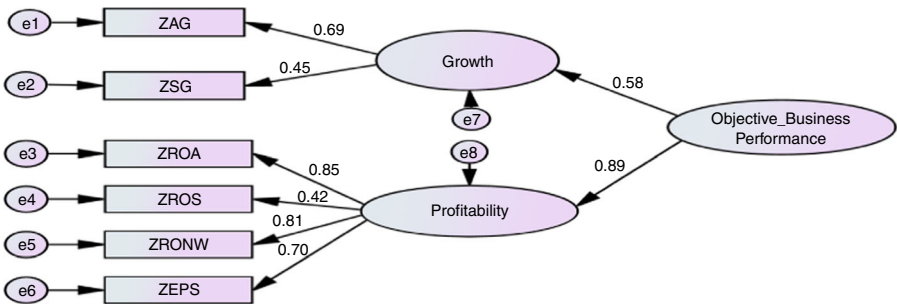 e1
ZAG
0.69
Growth
e2
ZSG
0.45
0.58
e7
Objective_Business
Performance
e3
ZROA
e8
0.85
0.89
e4
ZROS
0.42
Profitability
e5
ZRONW
0.81
0.70
e6
ZEPS